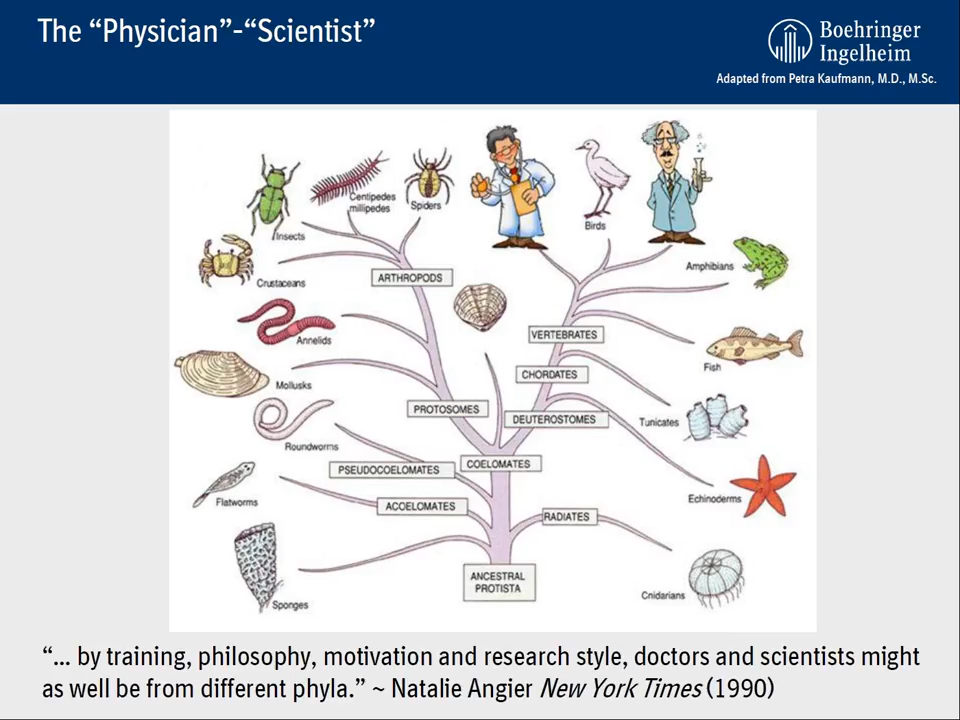 The “Physician”-“Scientist”
Boehringer
Ingelheim
Adapted from Petra Kaufmann, M.D., M.Sc.
Centipedes
millipedes
Spiders
Insects
Birds
Amphibians
ARTHROPODS
Crustaceans
Annelids
VERTEBRATES
Fish
CHORDATES
Mollusks
PROTOSOMES
DEUTEROSTOMES
Tunicates
Roundworms
PSEUDOCOELOMATES
COELOMATES
Flatworms
ACOELOMATES
RADIATES
Echinoderms
ANCESTRAL
PROTISTA
Sponges
Cnidarians
“... by training, philosophy, motivation and research style, doctors and scientists might
as well be from different phyla.” ~ Natalie Angier New York Times (1990)